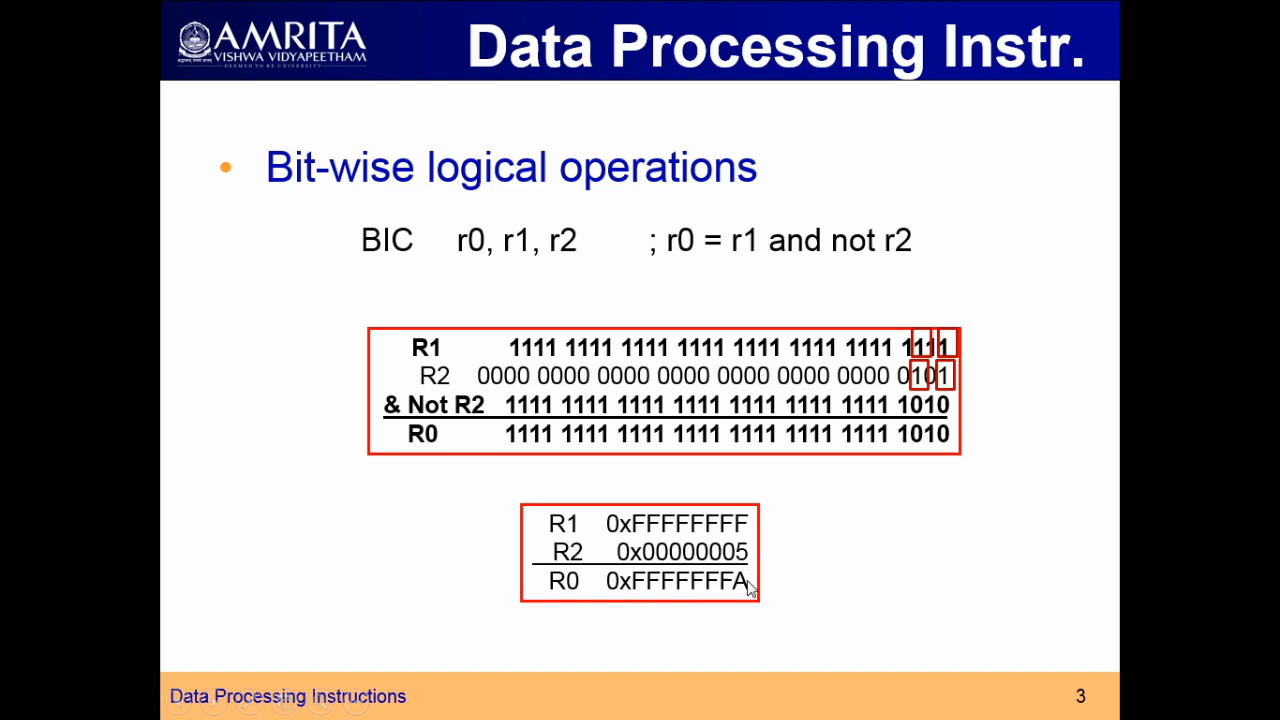 AMRITA
VISHWA VIDYAPEETHAM
Data Processing Instr.
• Bit-wise logical operations
BIC r0, r1, r2 ; r0 = r1 and not r2
R1 1111 1111 1111 1111 1111 1111 1111 1111
R2 0000 0000 0000 0000 0000 0000 0000 0101
& Not R2 1111 1111 1111 1111 1111 1111 1111 1010
R0 1111 1111 1111 1111 1111 1111 1111 1010
R1 0xFFFFFFFF
R2 0x00000005
R0 0xFFFFFFFA
Data Processing Instructions
3